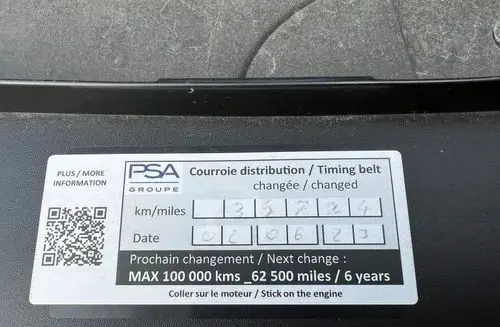 PLUS / MORE
INFORMATION
PSA
GROUPE
Courroie distribution / Timing belt
changée / changed
km/miles 3 5 7 2 4
Date 0 2 0 6 2 3
Prochain changement / Next change :
MAX 100 000 kms _62 500 miles / 6 years
Coller sur le moteur / Stick on the engine